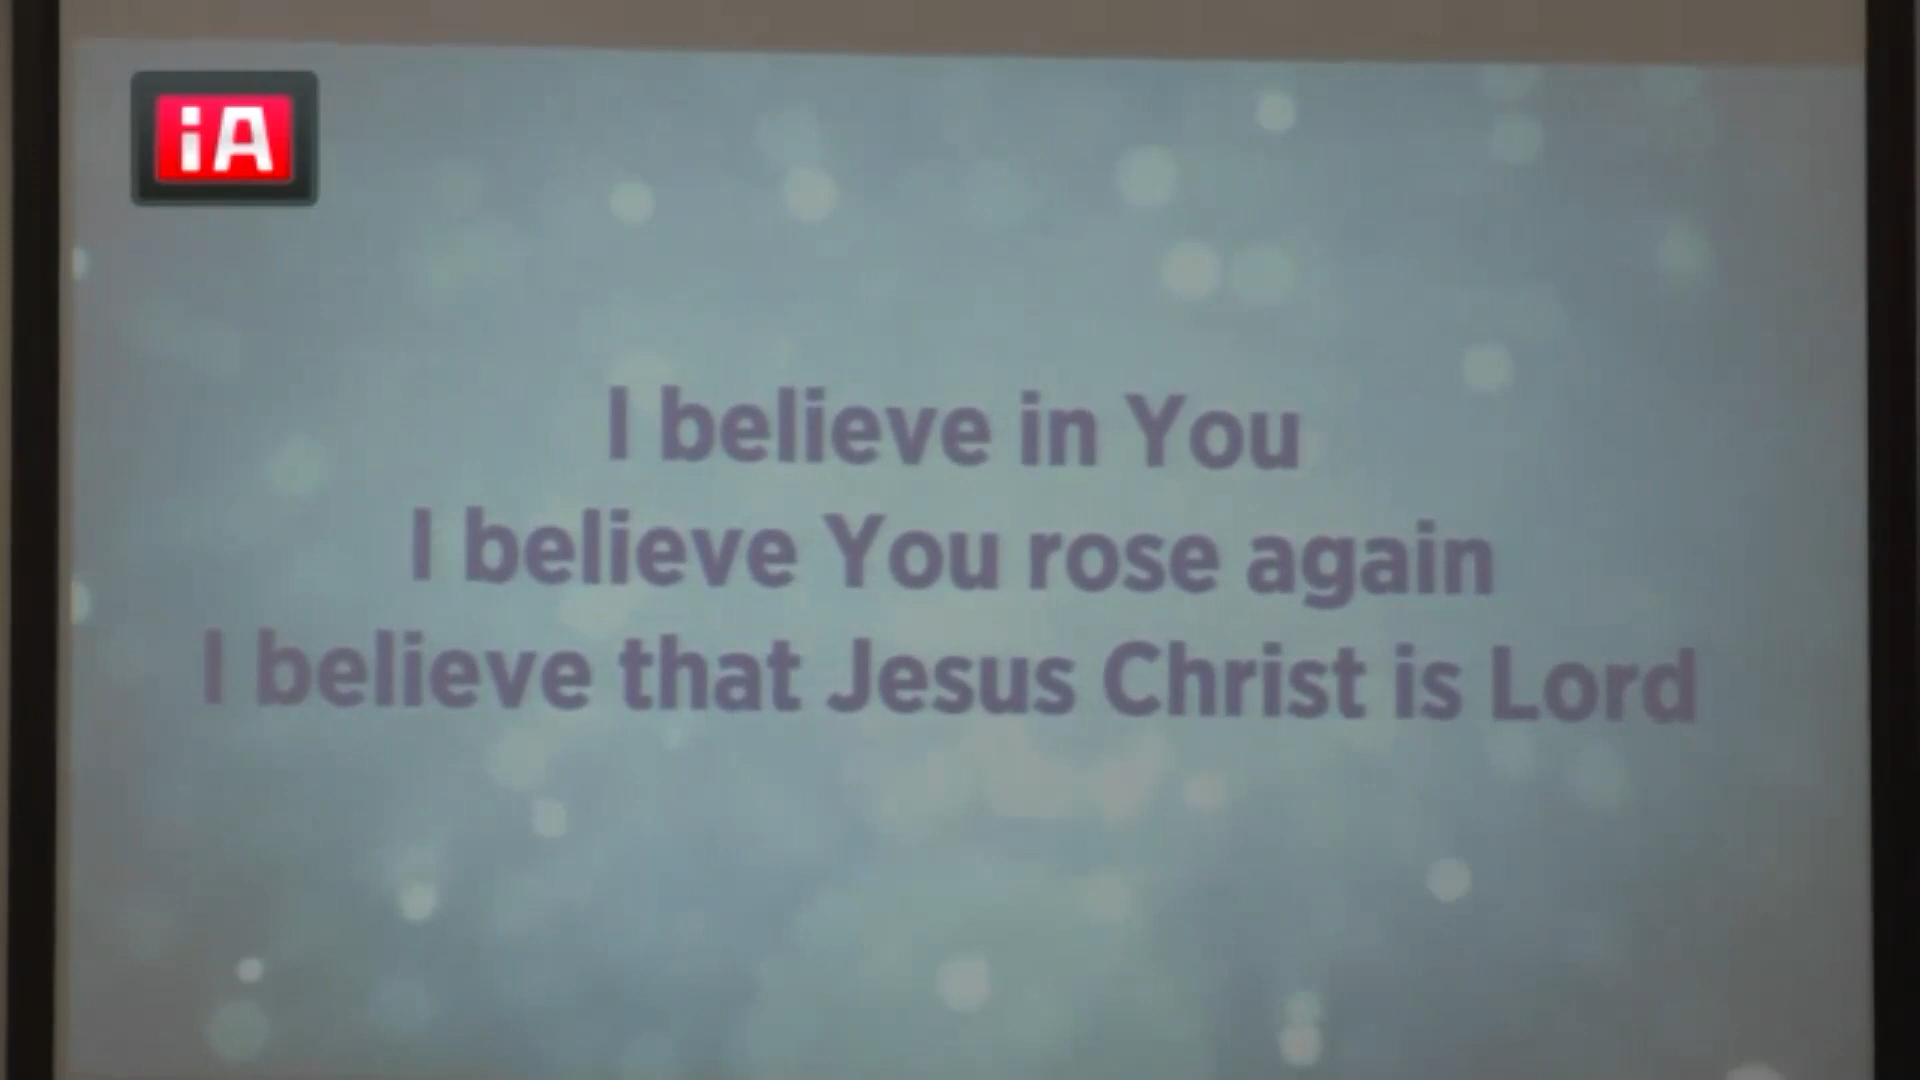 iA
I believe in You
I believe You rose again
I believe that Jesus Christ is Lord